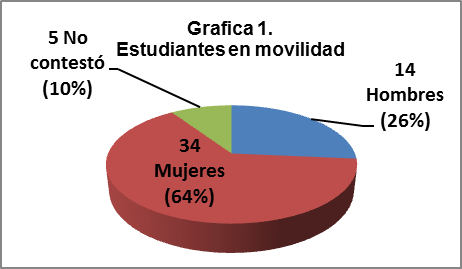 Grafica 1.
Estudiantes en movilidad
5 No
contestó
(10%)
14
Hombres
(26%)
34
Mujeres
(64%)